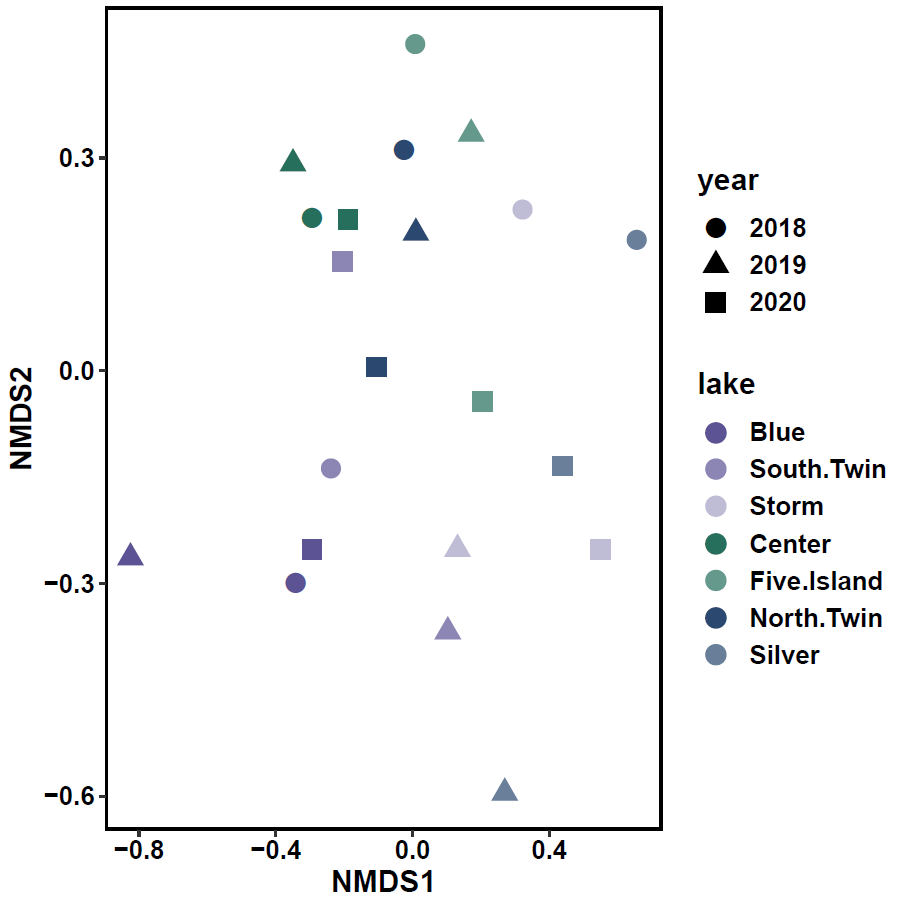 0.3
0.0
−0.3
−0.6
NMDS2
−0.8
−0.4
0.0
0.4
NMDS1
year
2018
2019
2020
lake
Blue
South.Twin
Storm
Center
Five.Island
North.Twin
Silver